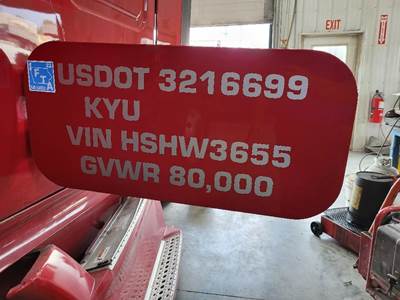 USDOT 3216699
KYU
VIN HSHW3655
GVWR 80,000
EXIT